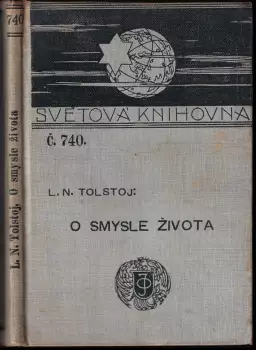 740
L. N. Tolstoj, O smysle života
SVĚTOVÁ KNIHOVNA
Č. 740.
L. N. TOLSTOJ:
O SMYSLE ŽIVOTA